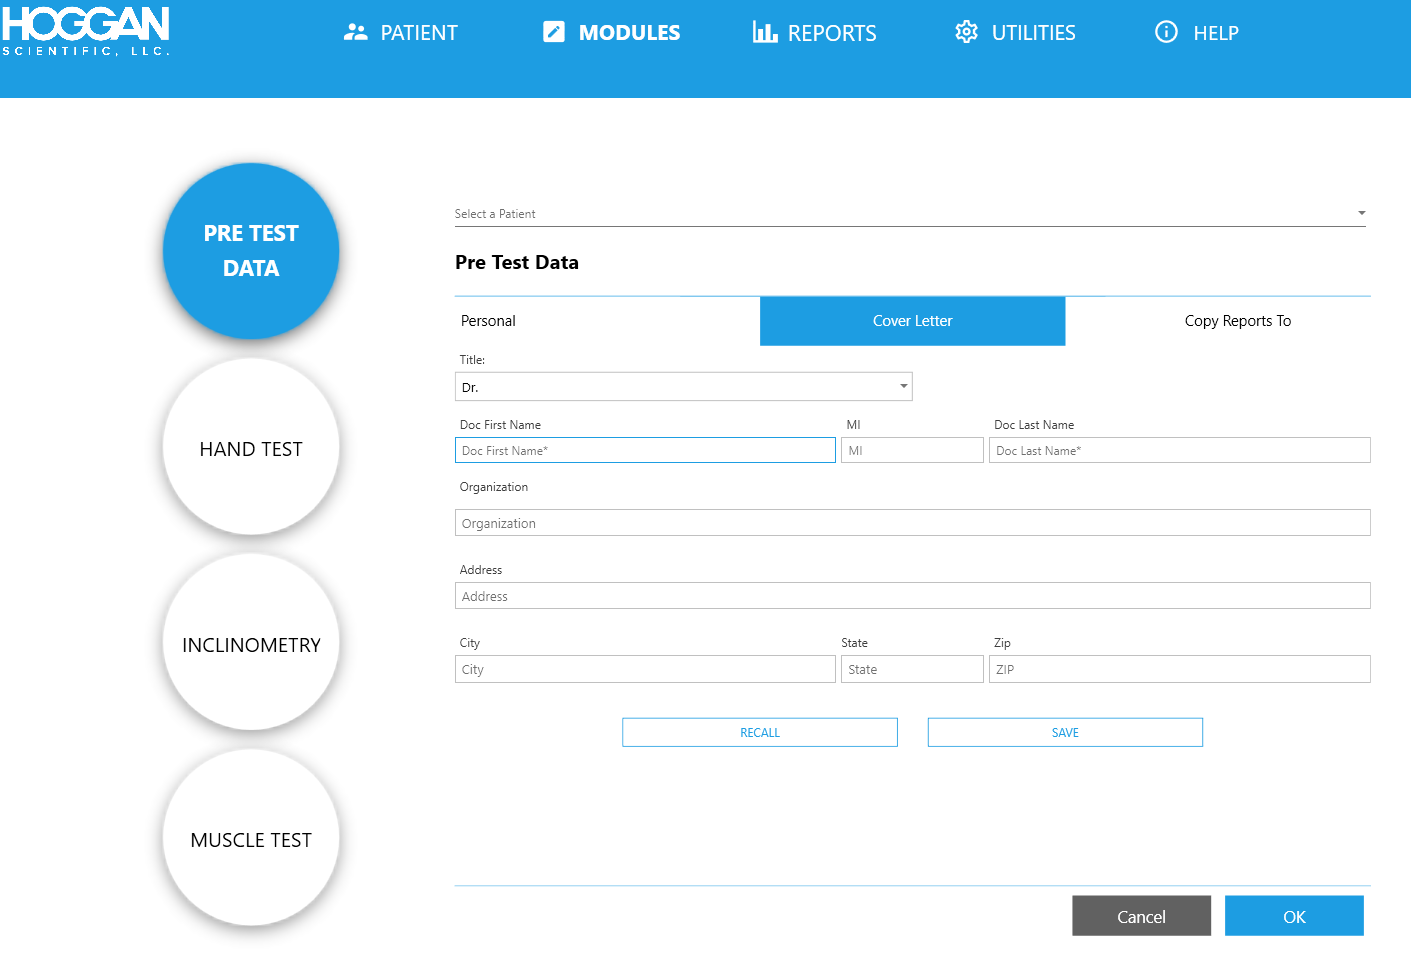 HOGGAN
SCIENTIFIC, LLC.
PATIENT
MODULES
REPORTS
UTILITIES
HELP
PRE TEST
DATA
HAND TEST
INCLINOMETRY
MUSCLE TEST
Select a Patient
Pre Test Data
Personal
Cover Letter
Copy Reports To
Title:
Dr.
Doc First Name
MI
Doc Last Name
Doc First Name*
MI
Doc Last Name*
Organization
Organization
Address
Address
City
State
Zip
City
State
ZIP
RECALL
SAVE
Cancel
OK